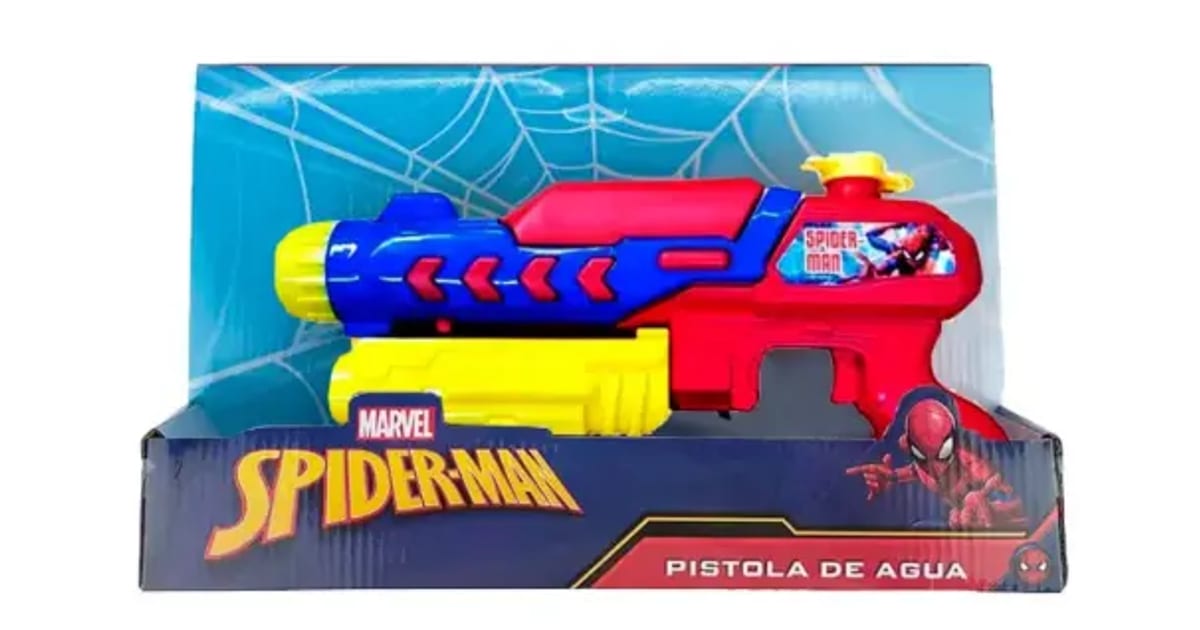 SPIDER-
MAN
MARVEL
SPIDER-MAN
PISTOLA DE AGUA